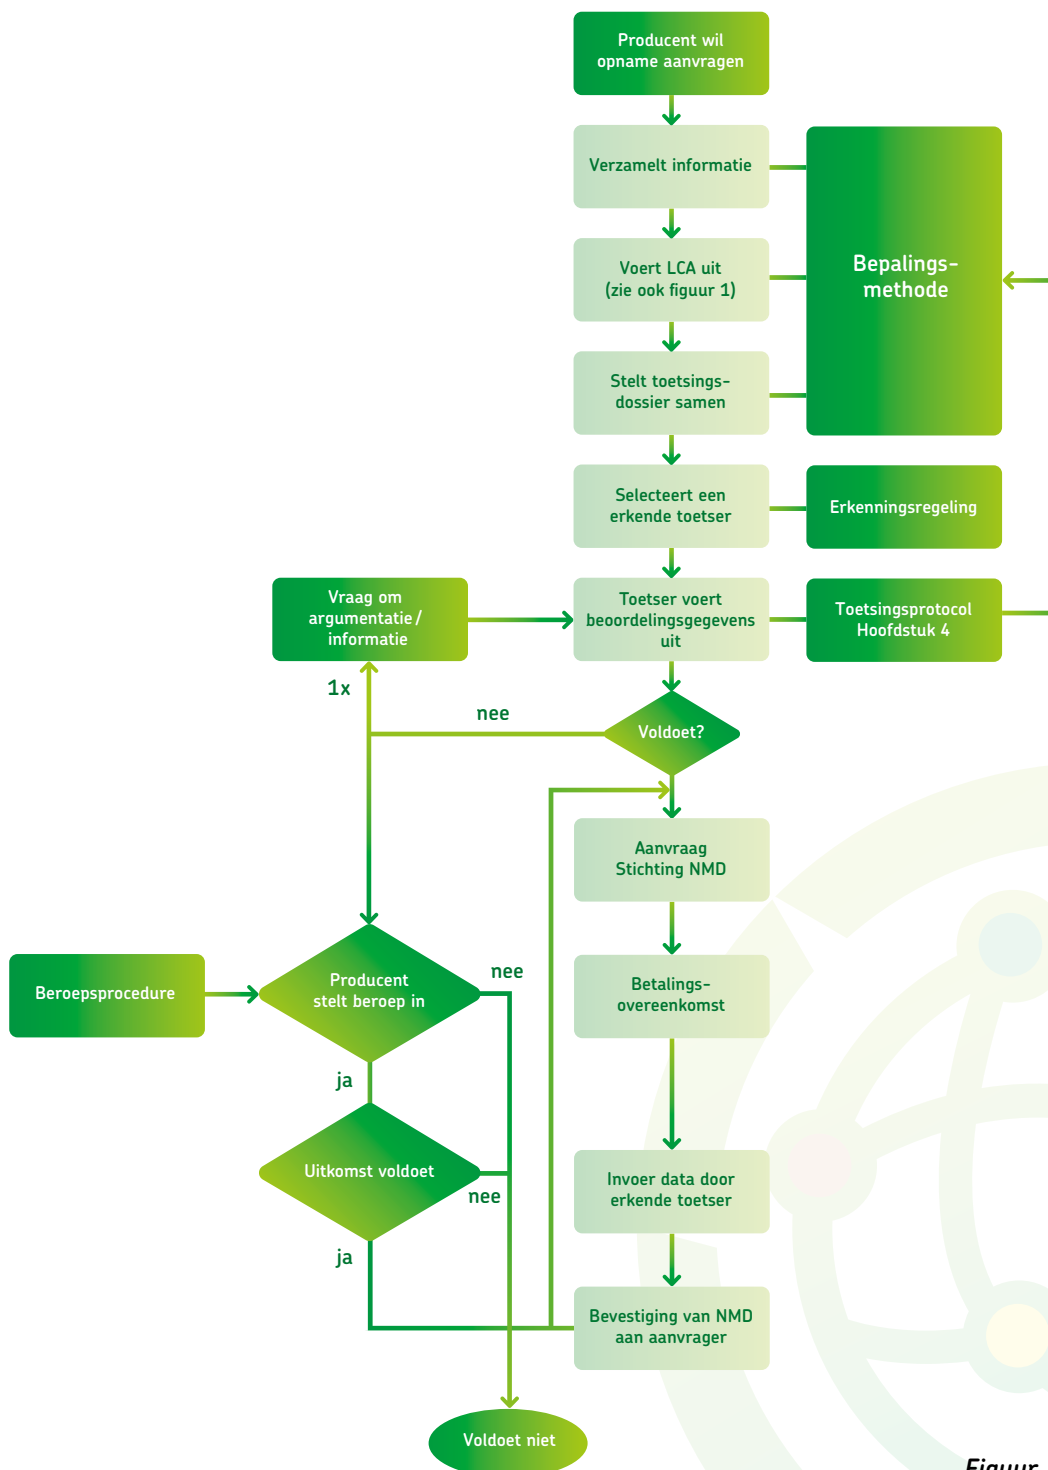 Producent wil
opname aanvragen
Verzamelt informatie
Voert LCA uit
(zie ook figuur 1)
Bepalings-
methode
Stelt toetsings-
dossier samen
Selecteert een
erkende toetser
Erkenningsregeling
Vraag om
argumentatie/
informatie
Toetser voert
beoordelingsgegevens
uit
Toetsingsprotocol
Hoofdstuk 4
1x
nee
Voldoet?
Aanvraag
Stichting NMD
Beroepsprocedure
Producent
stelt beroep in
nee
Betalings-
overeenkomst
ja
Uitkomst voldoet
nee
Invoer data door
erkende toetser
ja
Bevestiging van NMD
aan aanvrager
Voldoet niet
Figuur